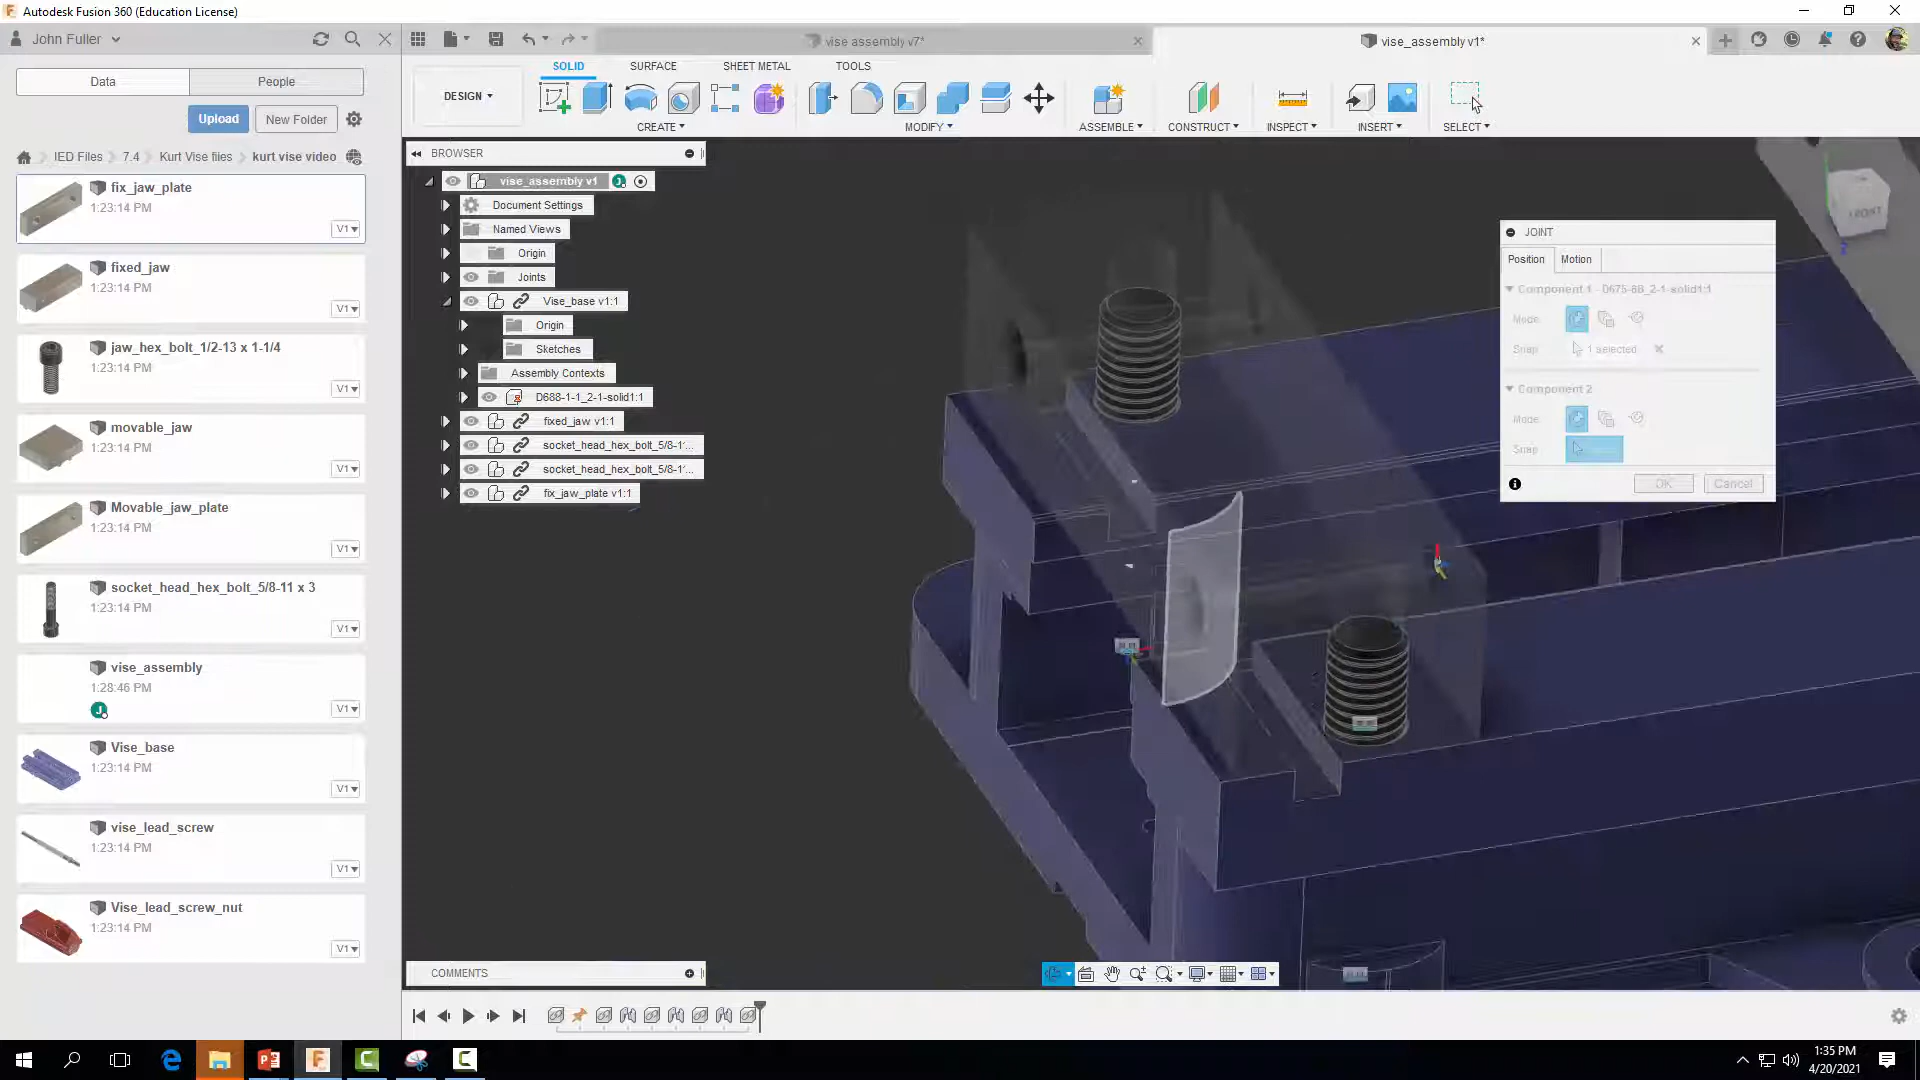 Autodesk Fusion 360 (Education License)
John Fuller
vise assembly v7*
vise_assembly v1*
Data
People
Upload
New Folder
IED Files
7.4
Kurt Vise files
kurt vise video
fix_jaw_plate
1:23:14 PM
V1
fixed_jaw
1:23:14 PM
V1
jaw_hex_bolt_1/2-13 x 1-1/4
1:23:14 PM
V1
movable_jaw
1:23:14 PM
V1
Movable_jaw_plate
1:23:14 PM
V1
socket_head_hex_bolt_5/8-11 x 3
1:23:14 PM
V1
vise_assembly
1:28:46 PM
J
V1
Vise_base
1:23:14 PM
V1
vise_lead_screw
1:23:14 PM
V1
Vise_lead_screw_nut
1:23:14 PM
V1
SOLID
SURFACE
SHEET METAL
TOOLS
DESIGN
CREATE
MODIFY
ASSEMBLE
CONSTRUCT
INSPECT
INSERT
SELECT
BROWSER
vise_assembly v1
Document Settings
Named Views
Origin
Joints
Vise_base v1:1
Origin
Sketches
Assembly Contexts
D688-1-1_2-1-solid1:1
fixed_jaw v1:1
socket_head_hex_bolt_5/8-1'...
socket_head_hex_bolt_5/8-1'...
fix_jaw_plate v1:1
FRONT
JOINT
Position
Motion
Component 1 - D675-6B_2-1-solid1:1
Mode
Snap
1 selected
Component 2
Mode
Snap
OK
Cancel
COMMENTS
1:35 PM
4/20/2021